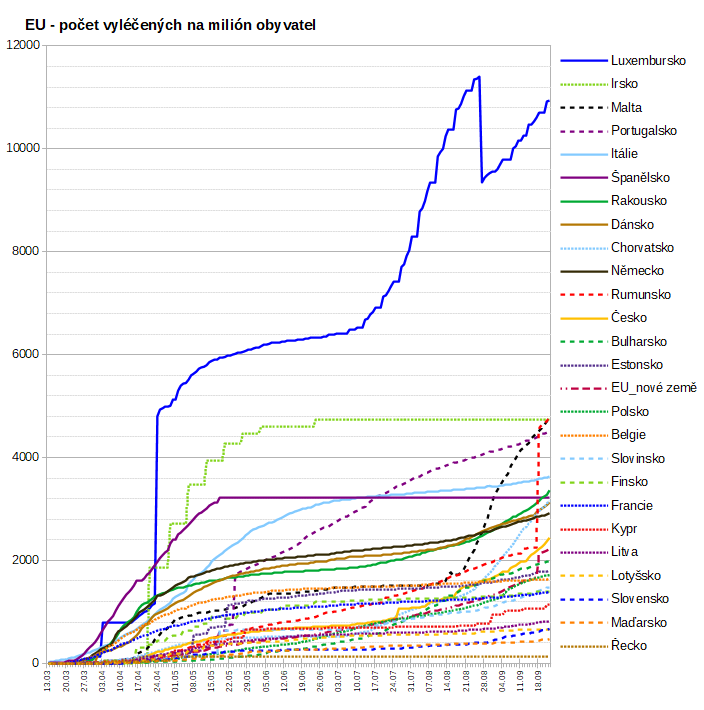 EU - počet vyléčených na milión obyvatel
12000
10000
8000
6000
4000
2000
0
13.03
20.03
27.03
03.04
10.04
17.04
24.04
01.05
08.05
15.05
22.05
29.05
05.06
12.06
19.06
26.06
03.07
10.07
17.07
24.07
31.07
07.08
14.08
21.08
28.08
04.09
11.09
18.09
Luxembursko
Irsko
Malta
Portugalsko
Itálie
Španělsko
Rakousko
Dánsko
Chorvatsko
Německo
Rumunsko
Česko
Bulharsko
Estonsko
EU_nové země
Polsko
Belgie
Slovinsko
Finsko
Francie
Kypr
Litva
Lotyšsko
Slovensko
Maďarsko
Řecko